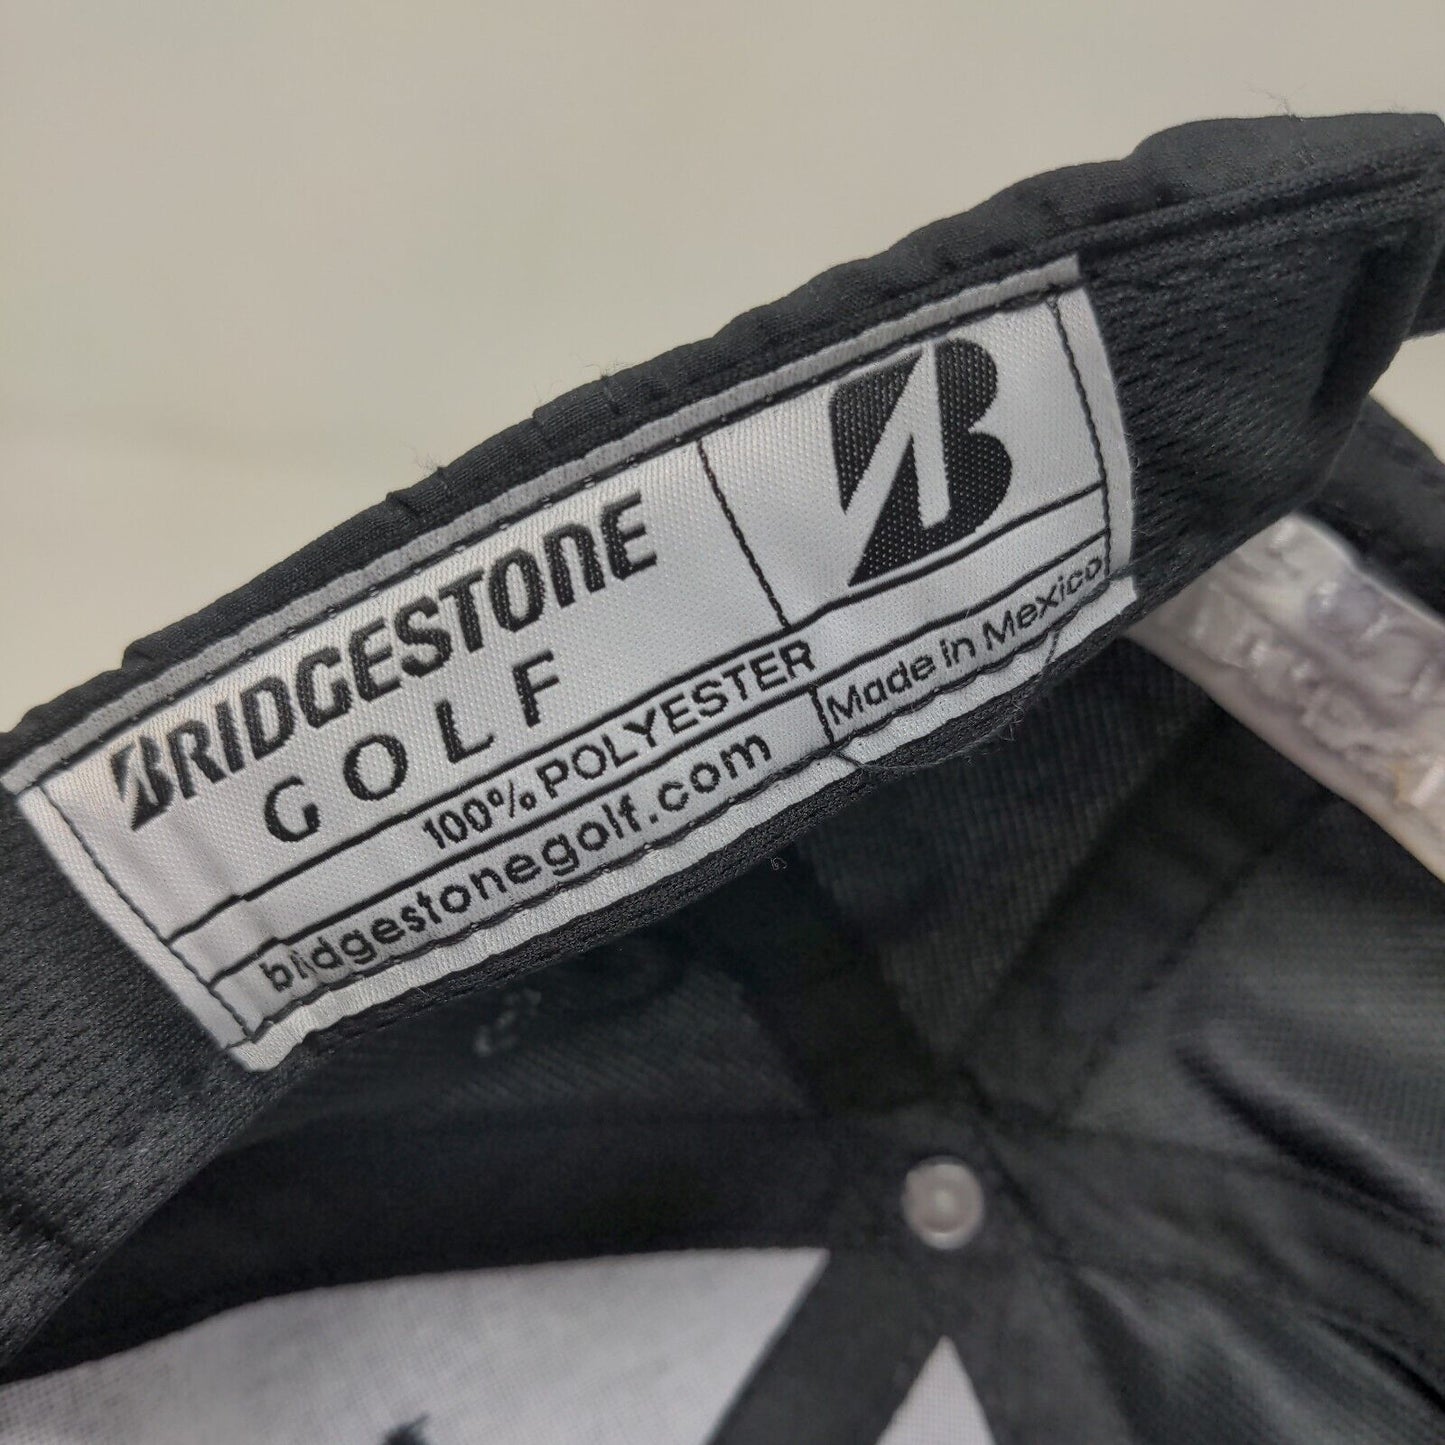 BRIDGESTONE
GOLF
B
100% POLYESTER
bridgestonegolf.com
Made in Mexico